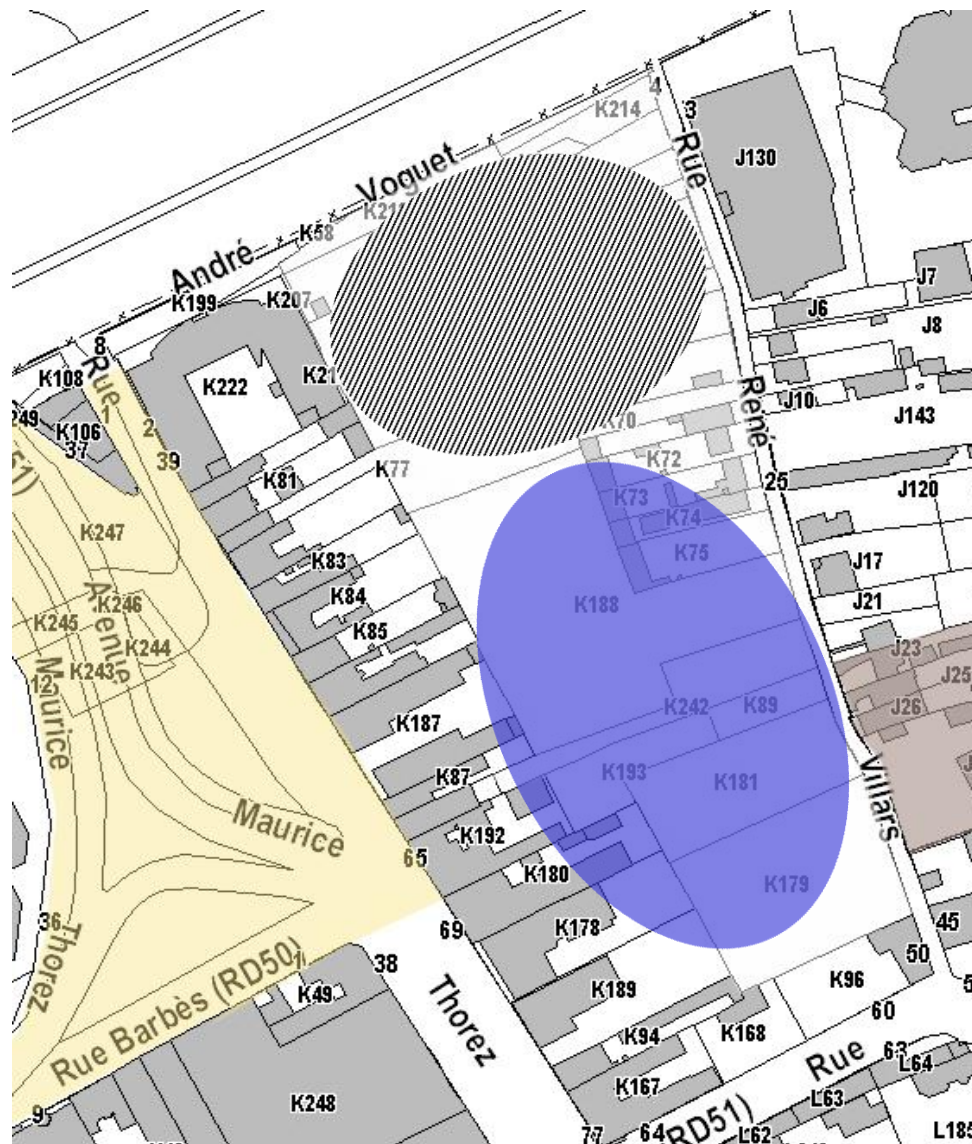 K214
4
3
Rue
J130
André Voguet
K58
K199
K207
J7
J6
J8
8
Rue
K108
K222
René
J10
J143
K106
1
2
37
39
K70
K77
K72
K81
25
J120
K73
K74
K247
K83
K75
J17
K246
K84
K188
J21
K245
K244
K85
J23
Avenue
K243
J25
12
Maurice
K187
K242
K89
J26
K87
K193
K181
Villars
Maurice
K192
65
K180
K179
36
Thorez
69
K178
45
38
50
Rue Barbès (RD50)
K49
K189
K96
Thorez
K94
K168
60
K167
Rue
63
L64
K248
L63
9
77
64
(RD51)
L62